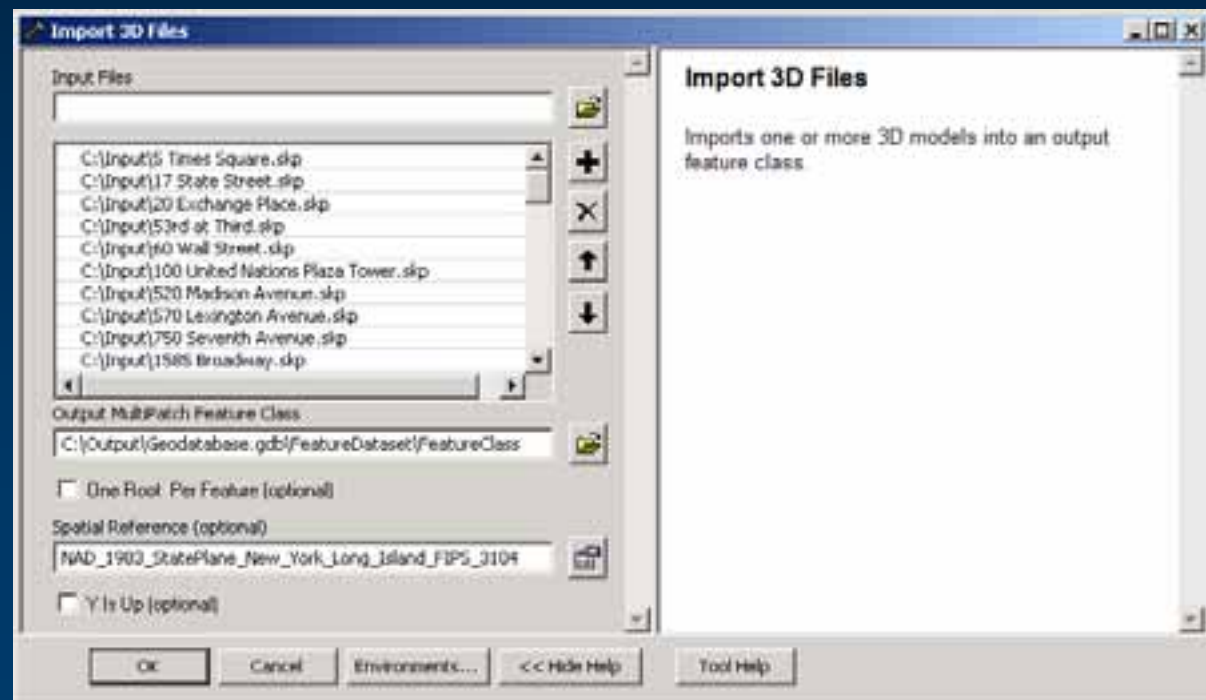 Import 3D Files
Input Files
C:\Input\5 Times Square.skp
C:\Input\17 State Street.skp
C:\Input\20 Exchange Place.skp
C:\Input\53rd at Third.skp
C:\Input\60 Wall Street.skp
C:\Input\100 United Nations Plaza Tower.skp
C:\Input\520 Madison Avenue.skp
C:\Input\570 Lexington Avenue.skp
C:\Input\750 Seventh Avenue.skp
C:\Input\1585 Broadway.skp
Output MultiPatch Feature Class
C:\Output\Geodatabase.gdb\FeatureDataset\FeatureClass
One Root Per Feature (optional)
Spatial Reference (optional)
NAD_1983_StatePlane_New_York_Long_Island_FIPS_3104
Y Is Up (optional)
OK
Cancel
Environments...
<< Hide Help
Import 3D Files
Imports one or more 3D models into an output
feature class
Tool Help